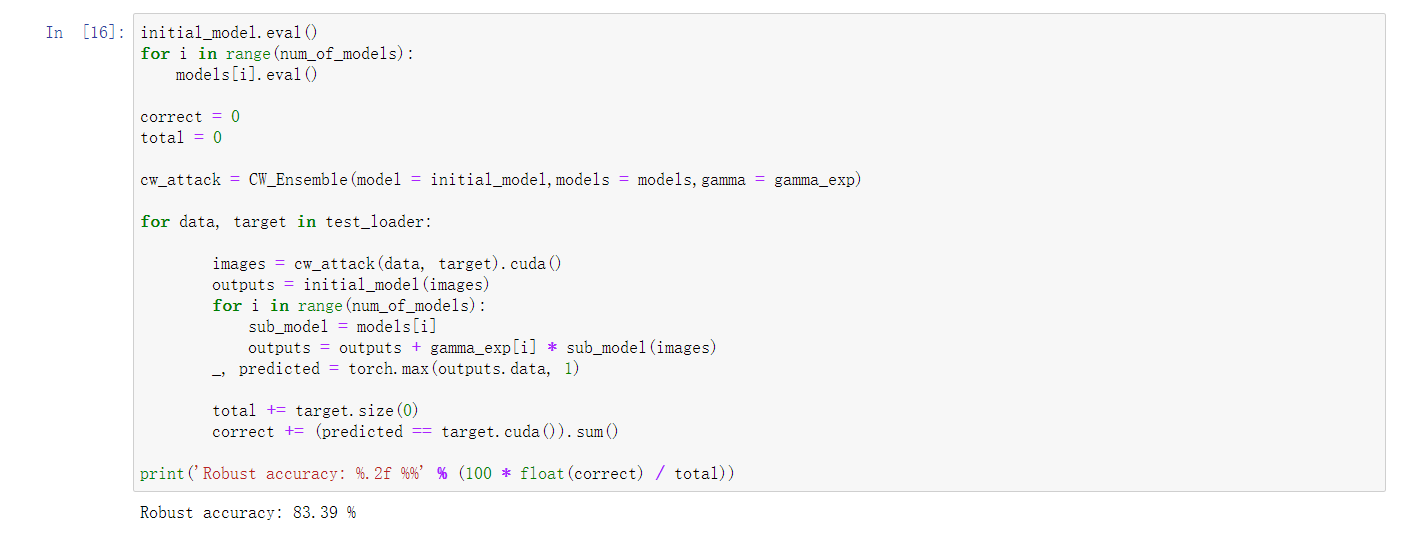 In [16]: initial_model.eval()
for i in range(num_of_models):
    models[i].eval()

correct = 0
total = 0

cw_attack = CW_Ensemble(model = initial_model,models = models,gamma = gamma_exp)

for data, target in test_loader:

        images = cw_attack(data, target).cuda()
        outputs = initial_model(images)
        for i in range(num_of_models):
            sub_model = models[i]
            outputs = outputs + gamma_exp[i] * sub_model(images)
        _, predicted = torch.max(outputs.data, 1)

        total += target.size(0)
        correct += (predicted == target.cuda()).sum()

print('Robust accuracy: %.2f %%' % (100 * float(correct) / total))
Robust accuracy: 83.39 %